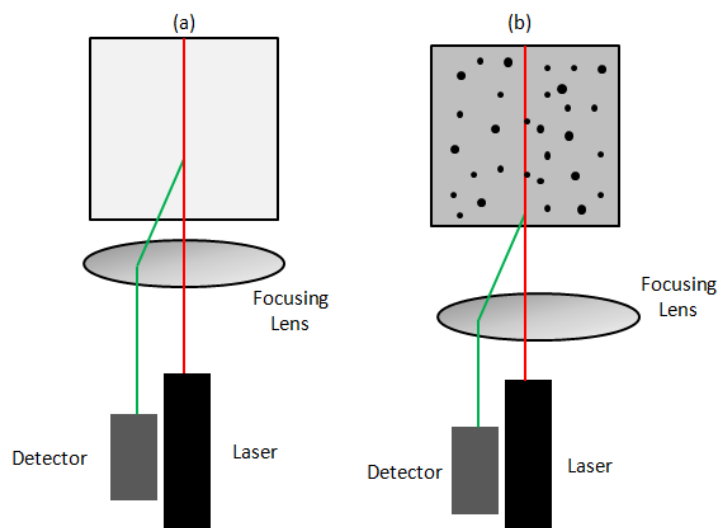 (a)
Focusing
Lens
Detector
Laser
(b)
Focusing
Lens
Detector
Laser